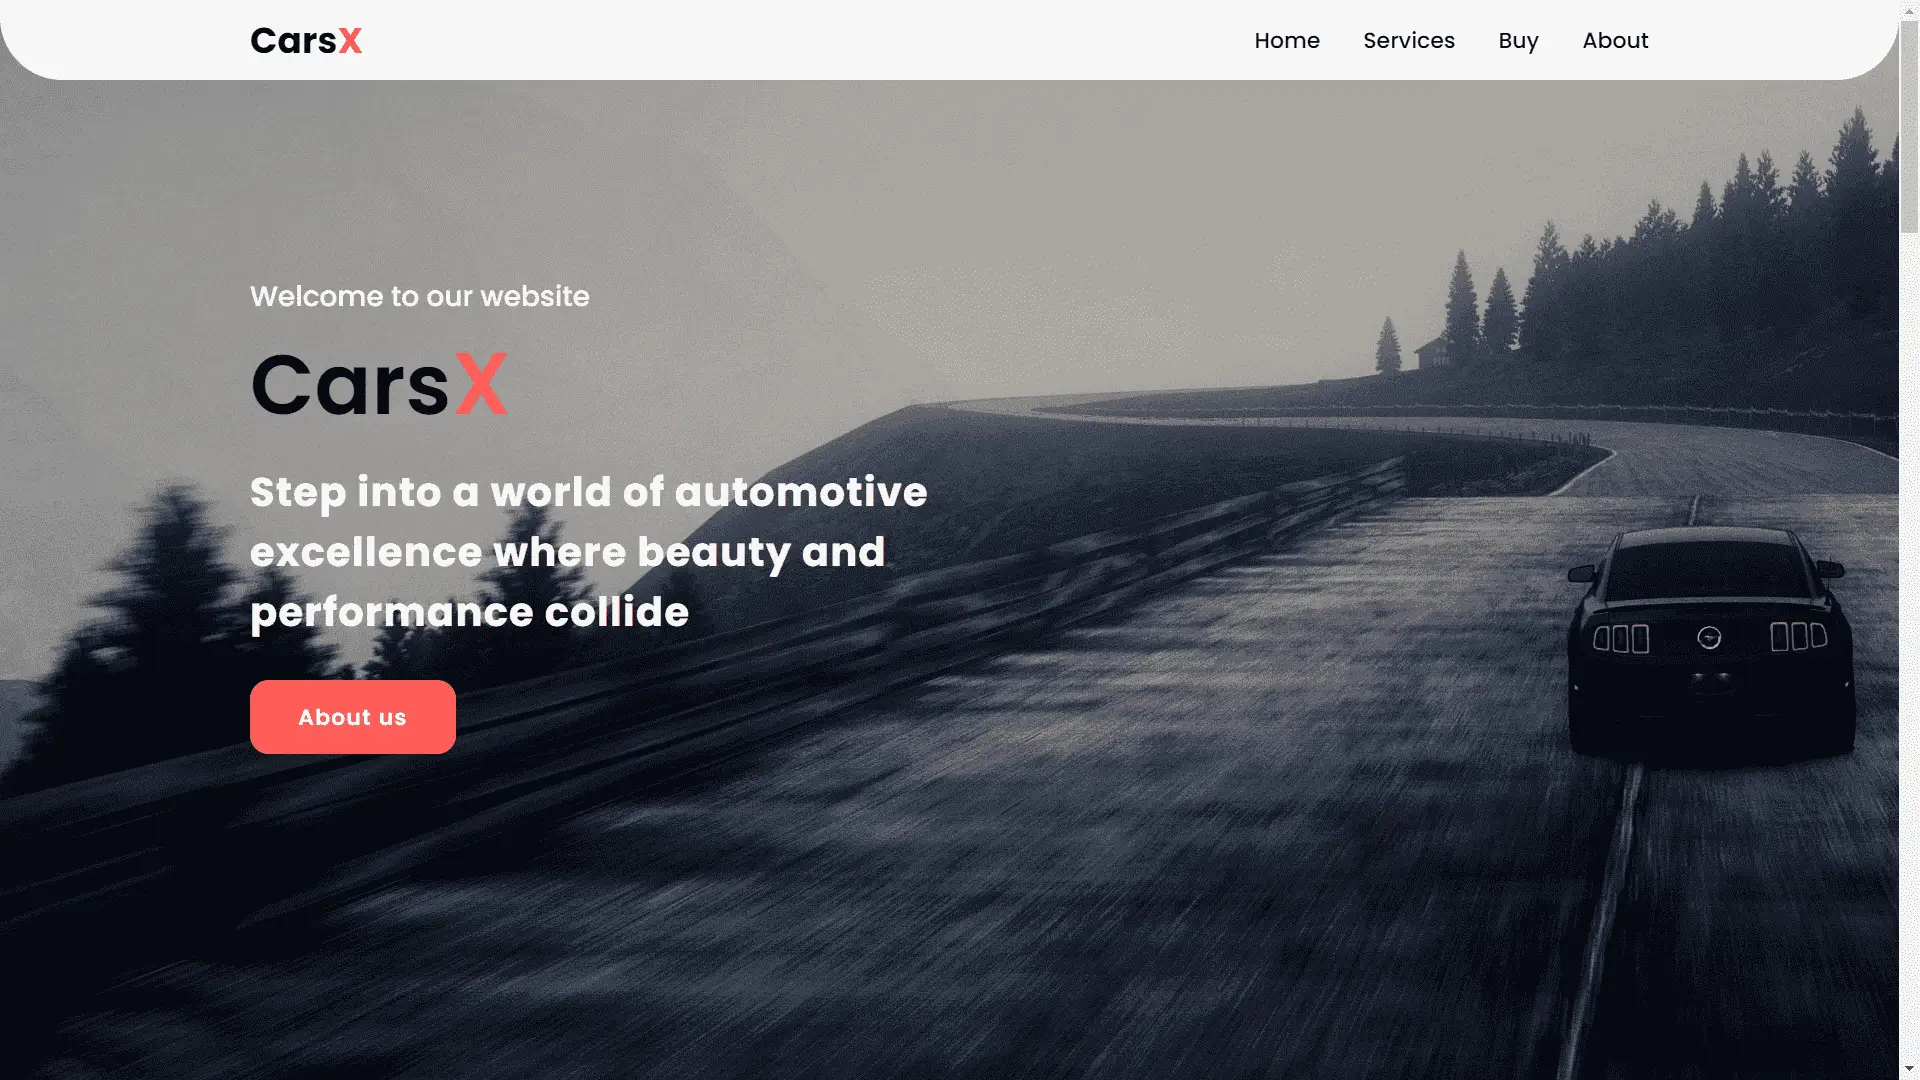 CarsX
Home
Services
Buy
About
Welcome to our website
CarsX
Step into a world of automotive
excellence where beauty and
performance collide
About us